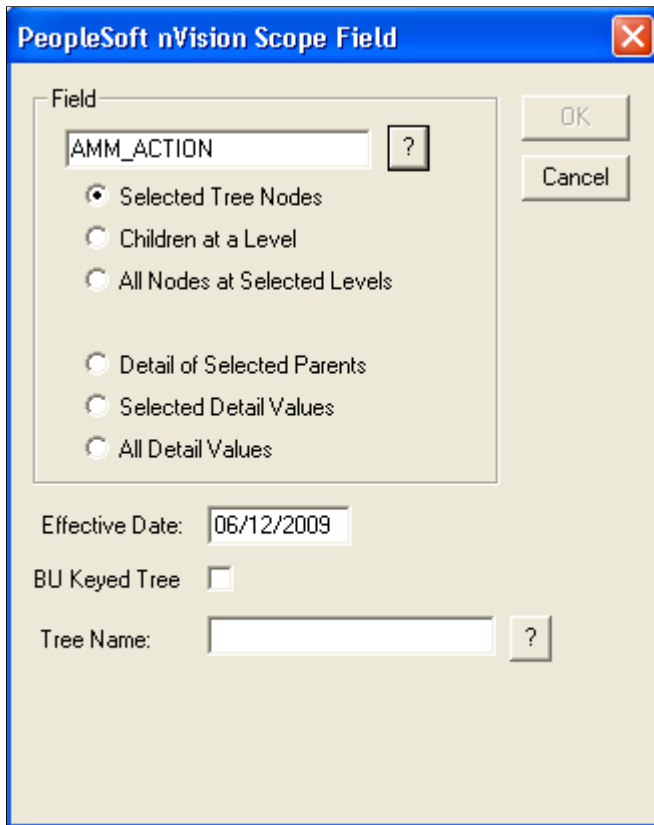 PeopleSoft nVision Scope Field
Field
OK
AMM_ACTION ?
Cancel
Selected Tree Nodes
Children at a Level
All Nodes at Selected Levels
Detail of Selected Parents
Selected Detail Values
All Detail Values
Effective Date: 06/12/2009
BU Keyed Tree
Tree Name: ?